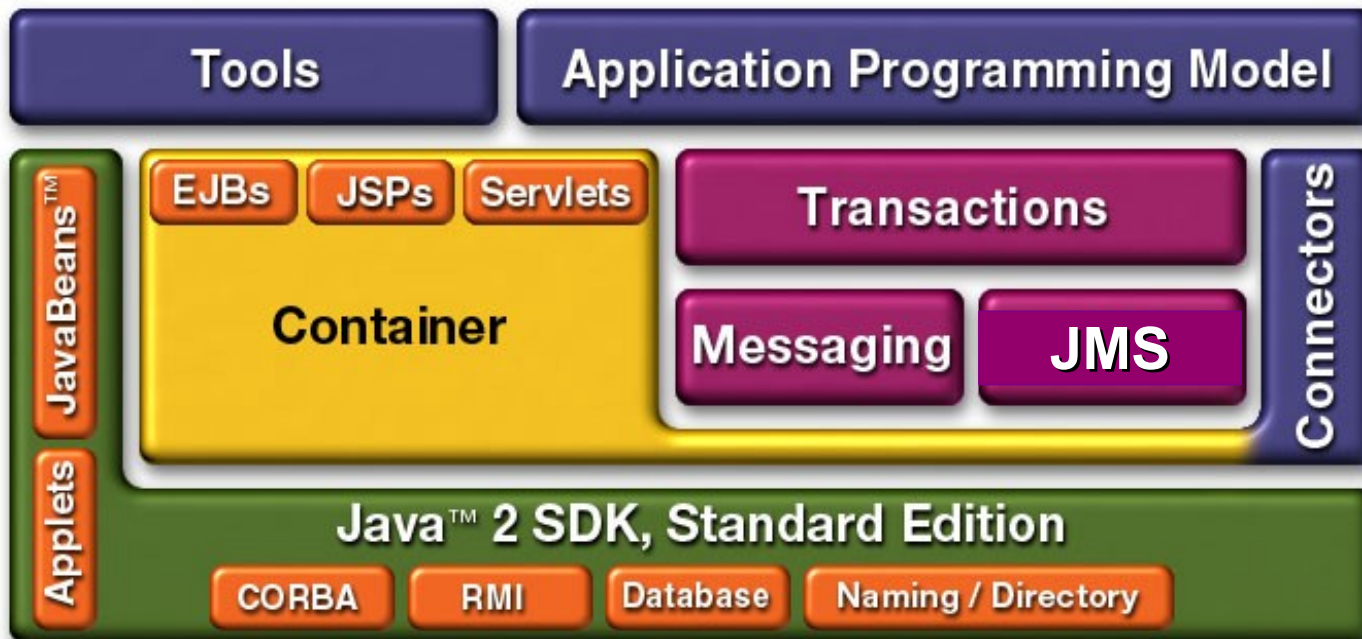 Tools
Application Programming Model
JavaBeans™
Applets
EJBs
JSPs
Servlets
Container
Transactions
Messaging
JMS
Connectors
Java™ 2 SDK, Standard Edition
CORBA
RMI
Database
Naming / Directory